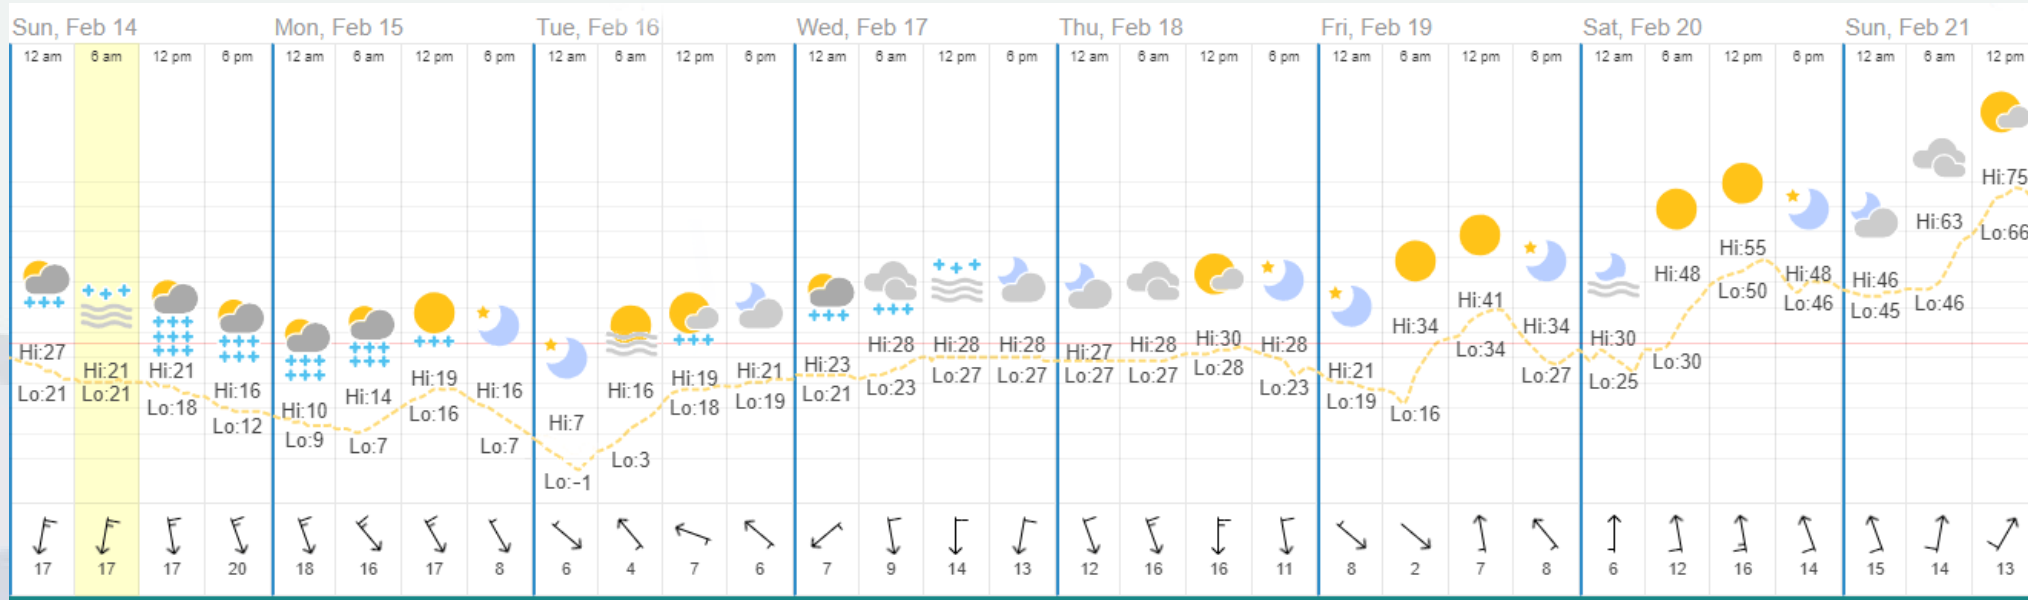 Sun, Feb 14 Mon, Feb 15 Tue, Feb 16 Wed, Feb 17 Thu, Feb 18 Fri, Feb 19 Sat, Feb 20 Sun, Feb 21
12 am 6 am 12 pm 6 pm 12 am 6 am 12 pm 6 pm 12 am 6 am 12 pm 6 pm 12 am 6 am 12 pm 6 pm 12 am 6 am 12 pm 6 pm 12 am 6 am 12 pm 6 pm 12 am 6 am 12 pm 6 pm 12 am 6 am 12 pm
Hi:27 Hi:21 Hi:21 Hi:16 Hi:10 Hi:14 Hi:19 Hi:16 Hi:7 Hi:16 Hi:19 Hi:21 Hi:23 Hi:28 Hi:28 Hi:28 Hi:27 Hi:28 Hi:30 Hi:28 Hi:21 Hi:34 Hi:41 Hi:34 Hi:30 Hi:48 Hi:55 Hi:48 Hi:46 Hi:63 Hi:75
Lo:21 Lo:21 Lo:18 Lo:12 Lo:9 Lo:7 Lo:16 Lo:7 Lo:-1 Lo:3 Lo:18 Lo:19 Lo:21 Lo:23 Lo:27 Lo:27 Lo:27 Lo:27 Lo:28 Lo:23 Lo:19 Lo:16 Lo:34 Lo:27 Lo:25 Lo:30 Lo:50 Lo:46 Lo:45 Lo:46 Lo:66
17 17 17 20 18 16 17 8 6 4 7 6 7 9 14 13 12 16 16 11 8 2 7 8 6 12 16 14 15 14 13